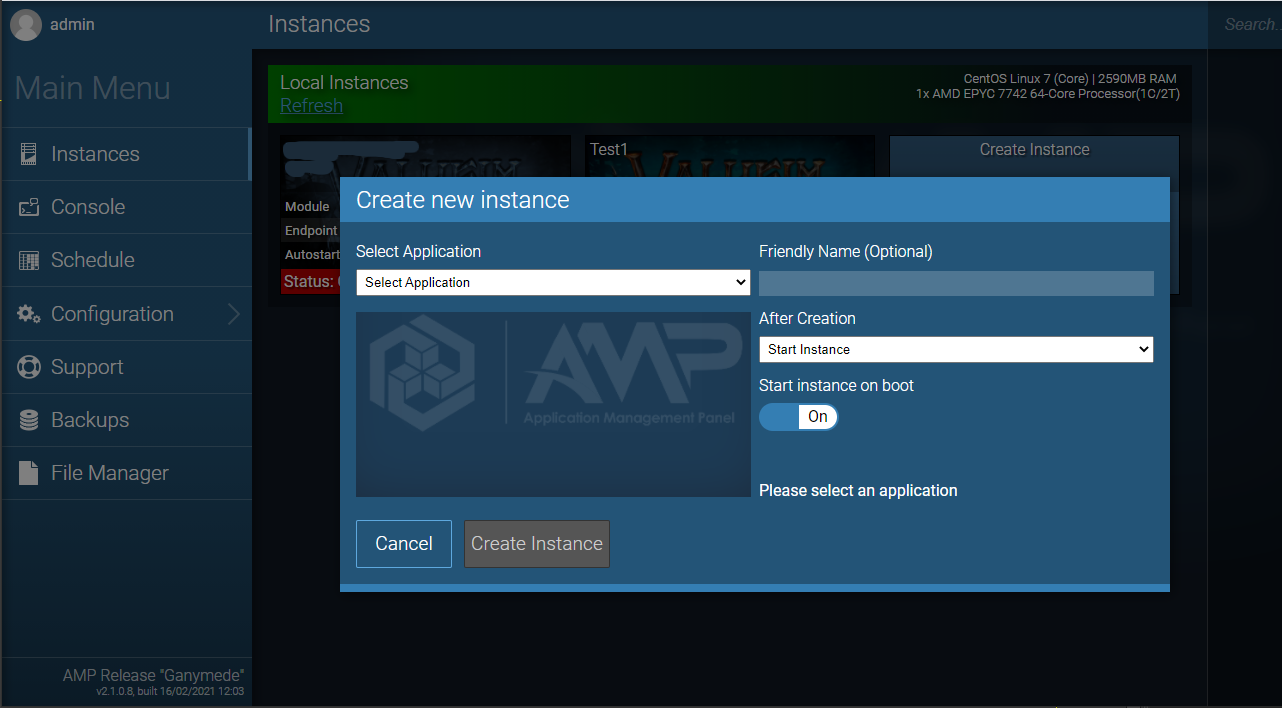 admin
Instances
Search..
Main Menu
Local Instances
Refresh
CentOS Linux 7 (Core) | 2590MB RAM
1x AMD EPYC 7742 64-Core Processor(1C/2T)
Instances
Console
Schedule
Configuration
Support
Backups
File Manager
Test1
Create Instance
Module
Endpoint
Autostart
Status:
Create new instance
Select Application
Select Application
AMP
Application Management Panel
Friendly Name (Optional)
After Creation
Start Instance
Start instance on boot
On
Please select an application
Cancel
Create Instance
AMP Release "Ganymede"
v2.1.0.8, built 16/02/2021 12:03